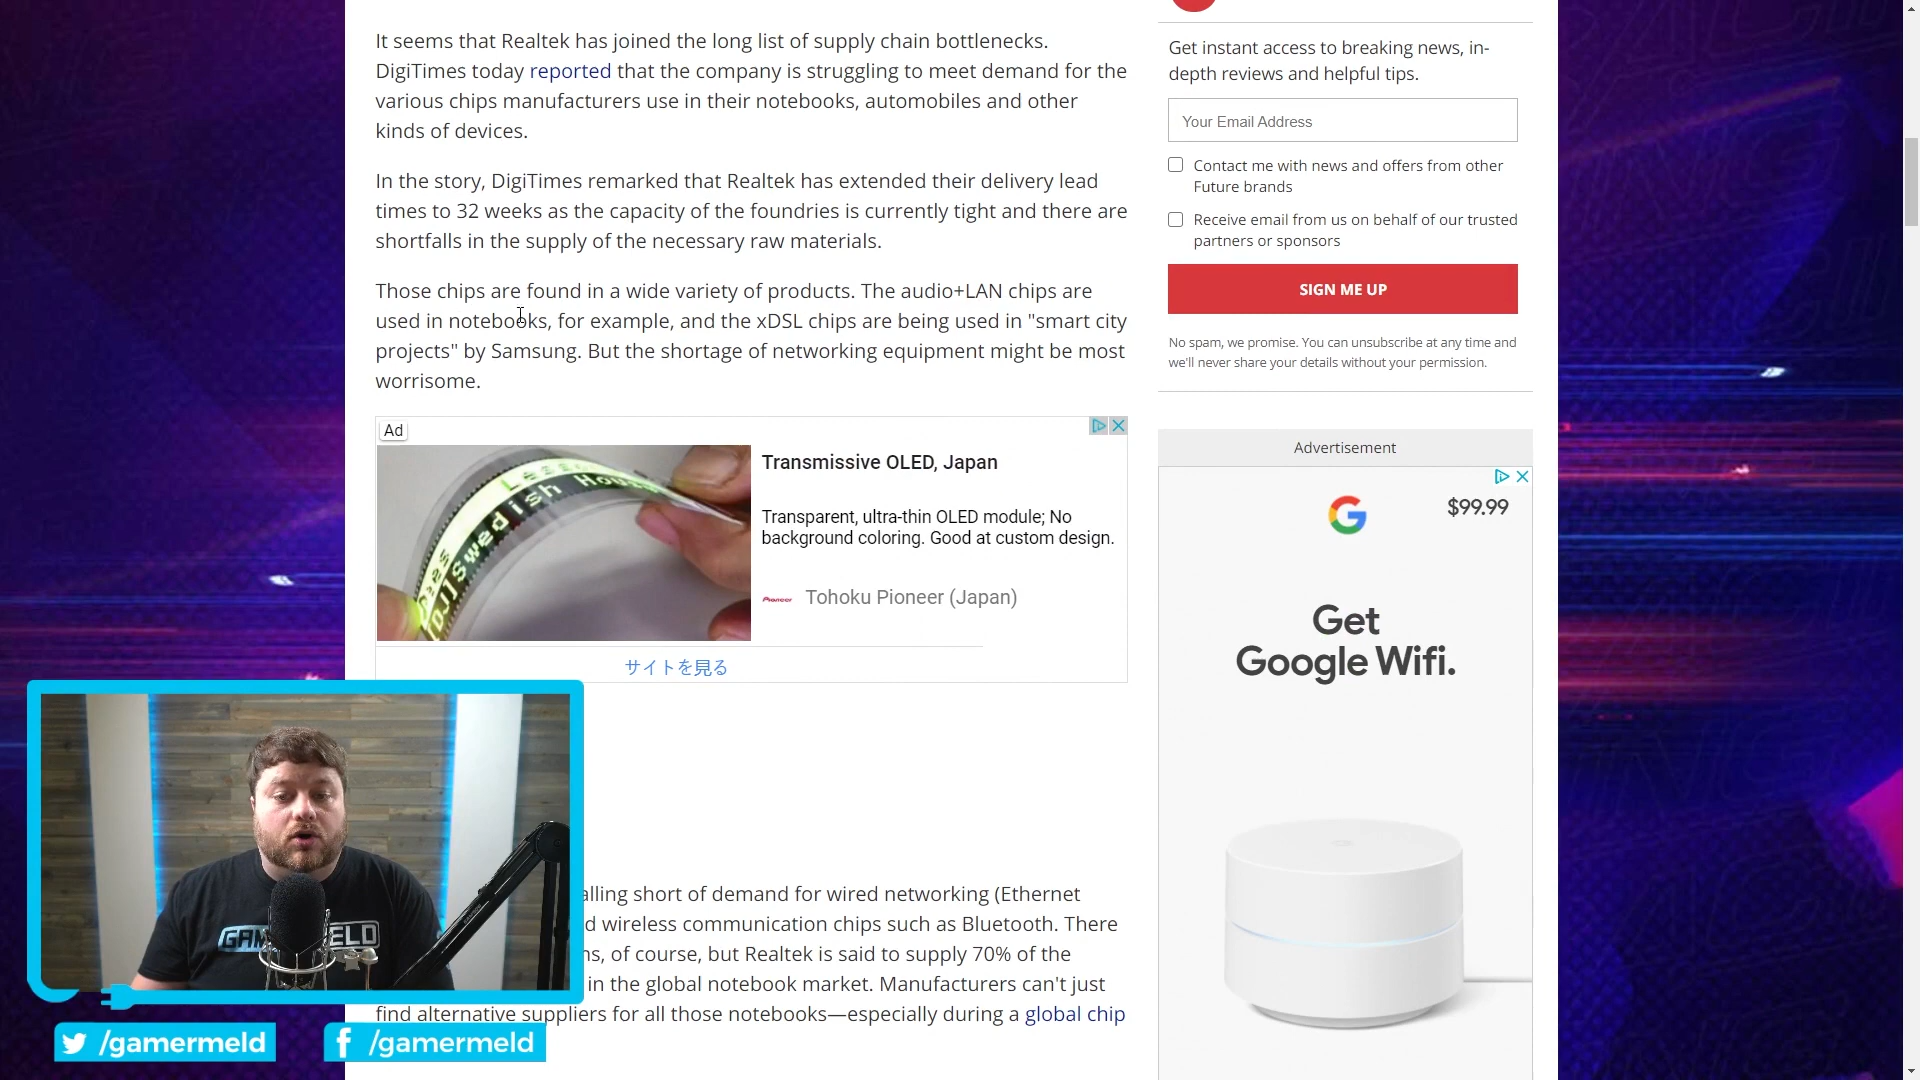 It seems that Realtek has joined the long list of supply chain bottlenecks.
DigiTimes today reported that the company is struggling to meet demand for the
various chips manufacturers use in their notebooks, automobiles and other
kinds of devices.
In the story, DigiTimes remarked that Realtek has extended their delivery lead
times to 32 weeks as the capacity of the foundries is currently tight and there are
shortfalls in the supply of the necessary raw materials.
Those chips are found in a wide variety of products. The audio+LAN chips are
used in notebooks, for example, and the xDSL chips are being used in "smart city
projects" by Samsung. But the shortage of networking equipment might be most
worrisome.
Ad
Swedish
Transmissive OLED, Japan
Transparent, ultra-thin OLED module; No
background coloring. Good at custom design.
Pioneer
Tohoku Pioneer (Japan)
サイトを見る
alling short of demand for wired networking (Ethernet
d wireless communication chips such as Bluetooth. There
ns, of course, but Realtek is said to supply 70% of the
in the global notebook market. Manufacturers can't just
find alternative suppliers for all those notebooks—especially during a global chip
Get instant access to breaking news, in-
depth reviews and helpful tips.
Your Email Address
Contact me with news and offers from other
Future brands
Receive email from us on behalf of our trusted
partners or sponsors
SIGN ME UP
No spam, we promise. You can unsubscribe at any time and
we'll never share your details without your permission.
Advertisement
G
$99.99
Get
Google Wifi.
/gamermeld
f /gamermeld